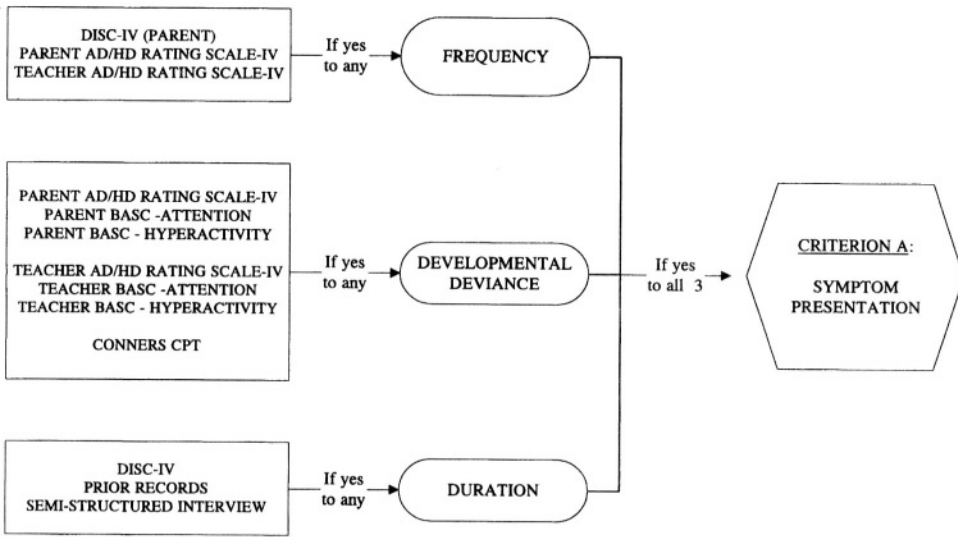 DISC-IV (PARENT)
PARENT AD/HD RATING SCALE-IV
TEACHER AD/HD RATING SCALE-IV
If yes
to any
FREQUENCY
PARENT AD/HD RATING SCALE-IV
PARENT BASC -ATTENTION
PARENT BASC - HYPERACTIVITY
TEACHER AD/HD RATING SCALE-IV
TEACHER BASC -ATTENTION
TEACHER BASC - HYPERACTIVITY
CONNERS CPT
If yes
to any
DEVELOPMENTAL
DEVIANCE
If yes
to all 3
CRITERION A:
SYMPTOM
PRESENTATION
DISC-IV
PRIOR RECORDS
SEMI-STRUCTURED INTERVIEW
If yes
to any
DURATION